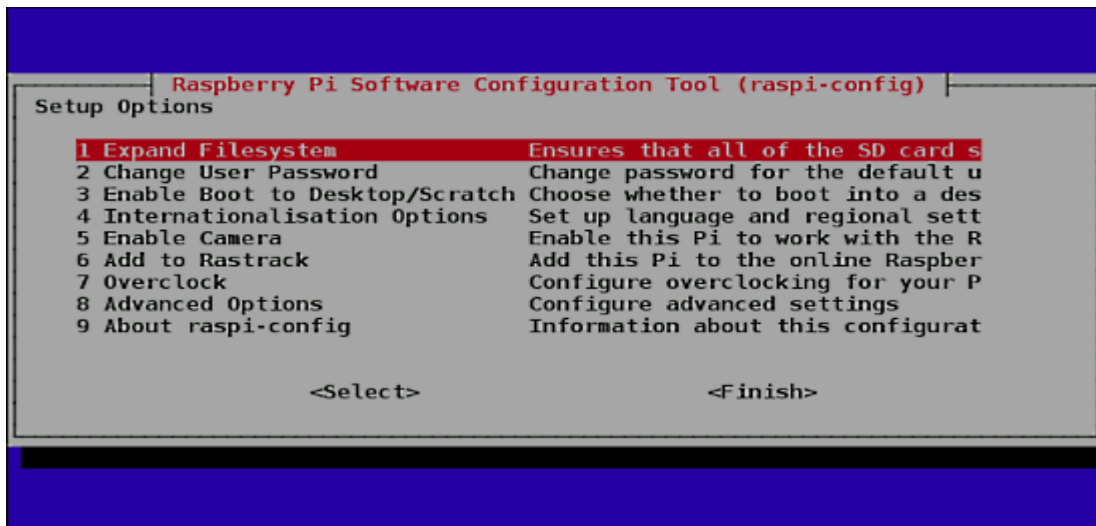 Raspberry Pi Software Configuration Tool (raspi-config)
Setup Options
1 Expand Filesystem Ensures that all of the SD card s
2 Change User Password Change password for the default u
3 Enable Boot to Desktop/Scratch Choose whether to boot into a des
4 Internationalisation Options Set up language and regional sett
5 Enable Camera Enable this Pi to work with the R
6 Add to Rastrack Add this Pi to the online Raspber
7 Overclock Configure overclocking for your P
8 Advanced Options Configure advanced settings
9 About raspi-config Information about this configurat
<Select> <Finish>